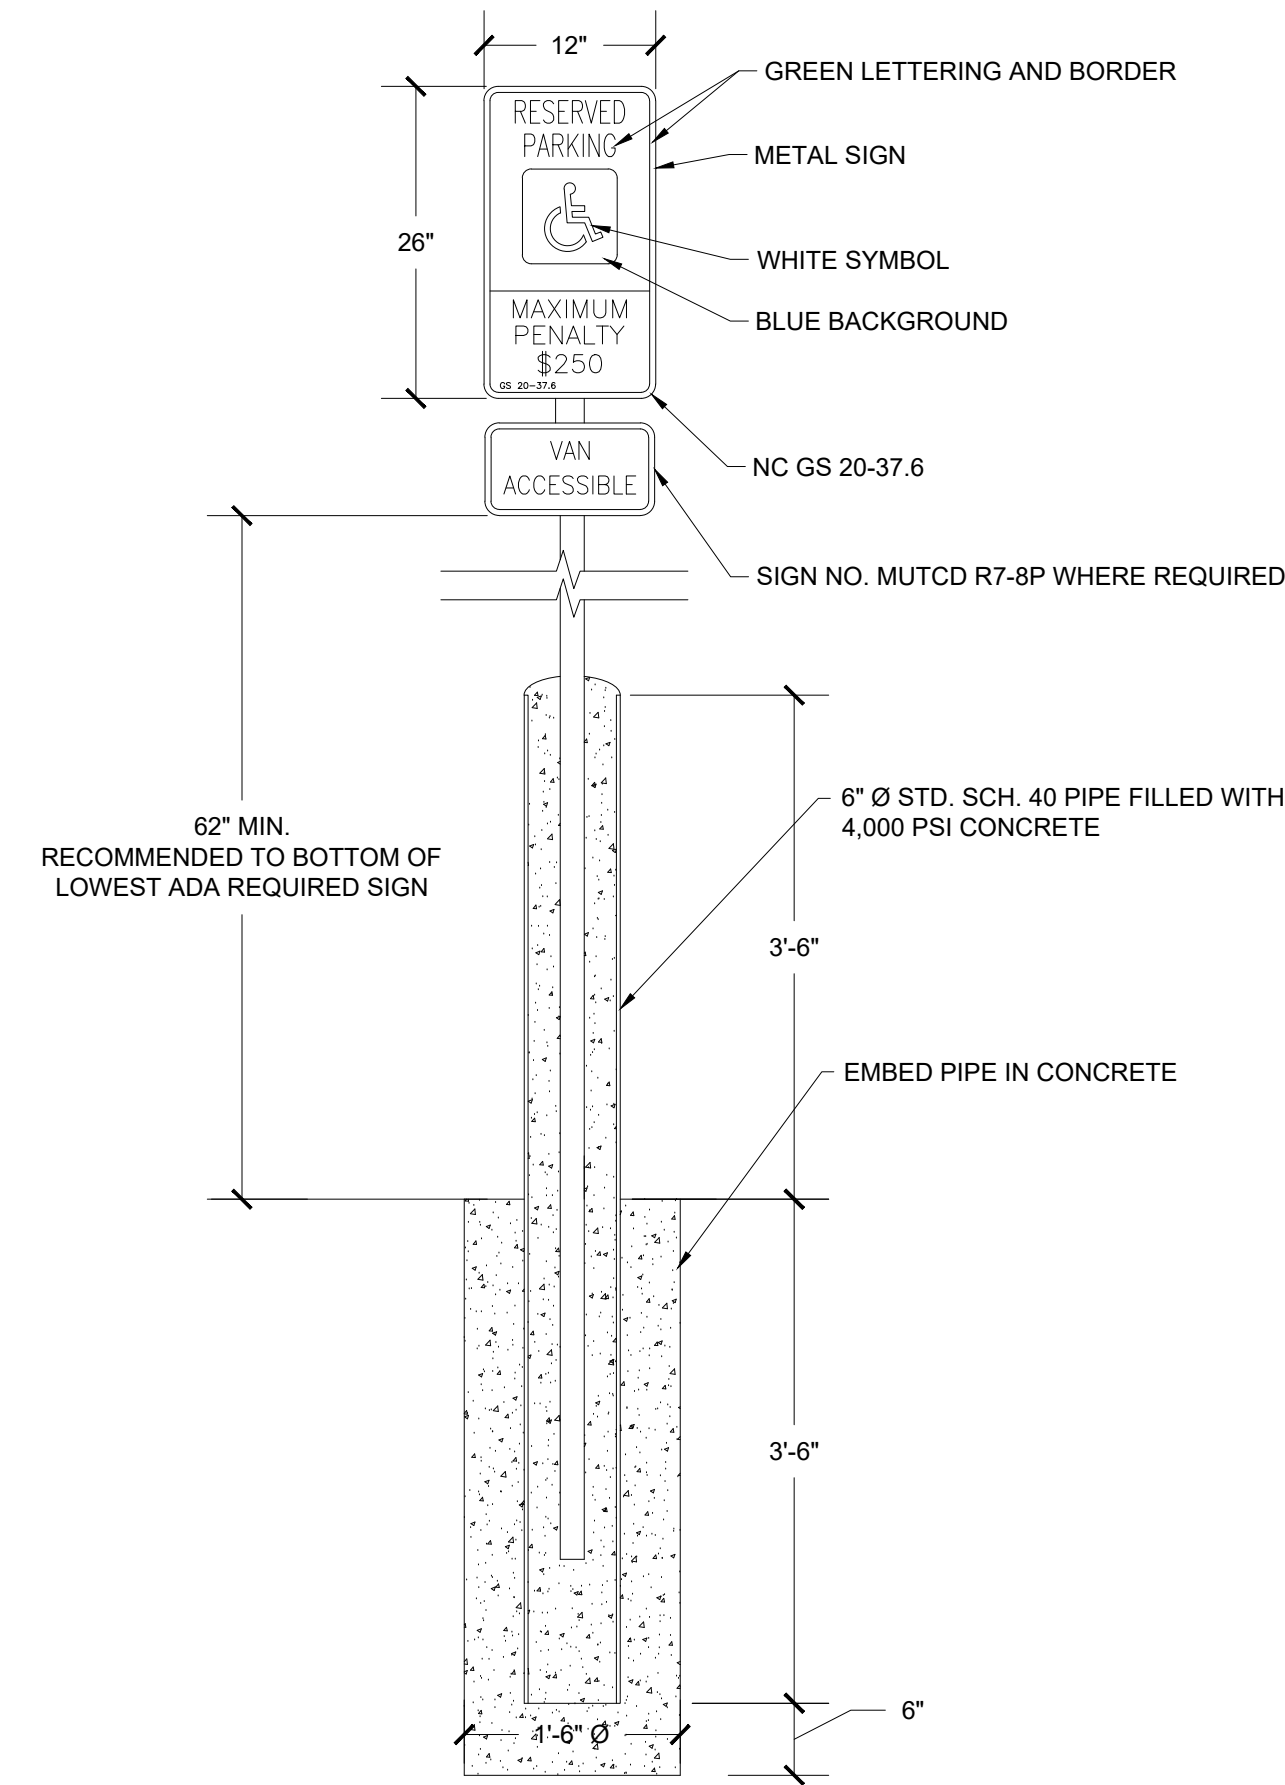 12"
GREEN LETTERING AND BORDER
RESERVED
PARKING
METAL SIGN
26"
WHITE SYMBOL
BLUE BACKGROUND
MAXIMUM
PENALTY
$250
GS 20-37.6
NC GS 20-37.6
VAN
ACCESSIBLE
SIGN NO. MUTCD R7-8P WHERE REQUIRED
62" MIN.
RECOMMENDED TO BOTTOM OF
LOWEST ADA REQUIRED SIGN
6" Ø STD. SCH. 40 PIPE FILLED WITH
4,000 PSI CONCRETE
3'-6"
EMBED PIPE IN CONCRETE
3'-6"
6"
1'-6" Ø